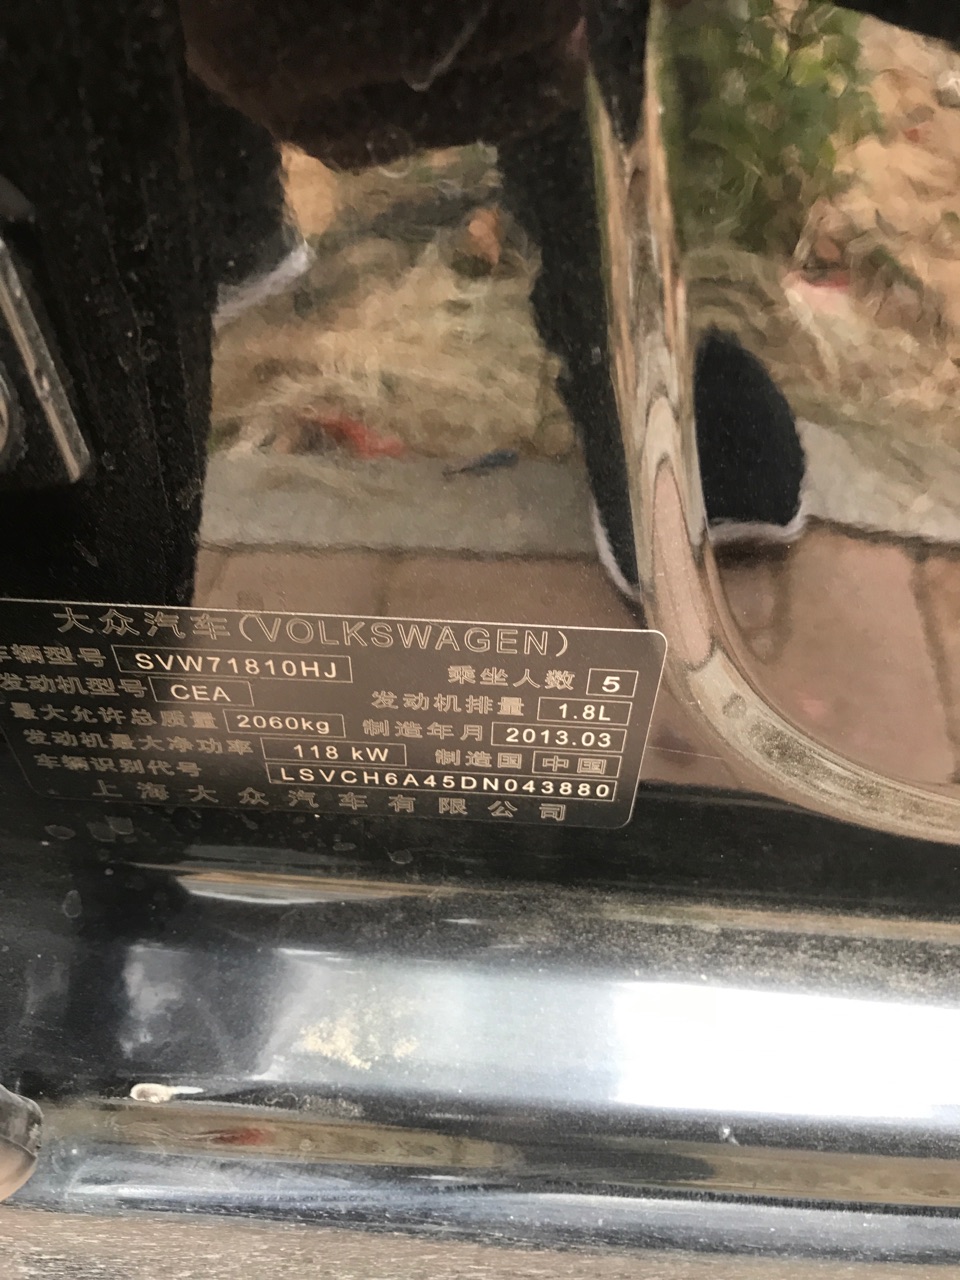 大众汽车(VOLKSWAGEN)
车辆型号 SVW71810HJ 乘坐人数 5
发动机型号 CEA 发动机排量 1.8L
最大允许总质量 2060kg 制造年月 2013.03
发动机最大净功率 118 kW 制造国 中国
车辆识别代号 LSVCH6A45DN043880
上海大众汽车有限公司